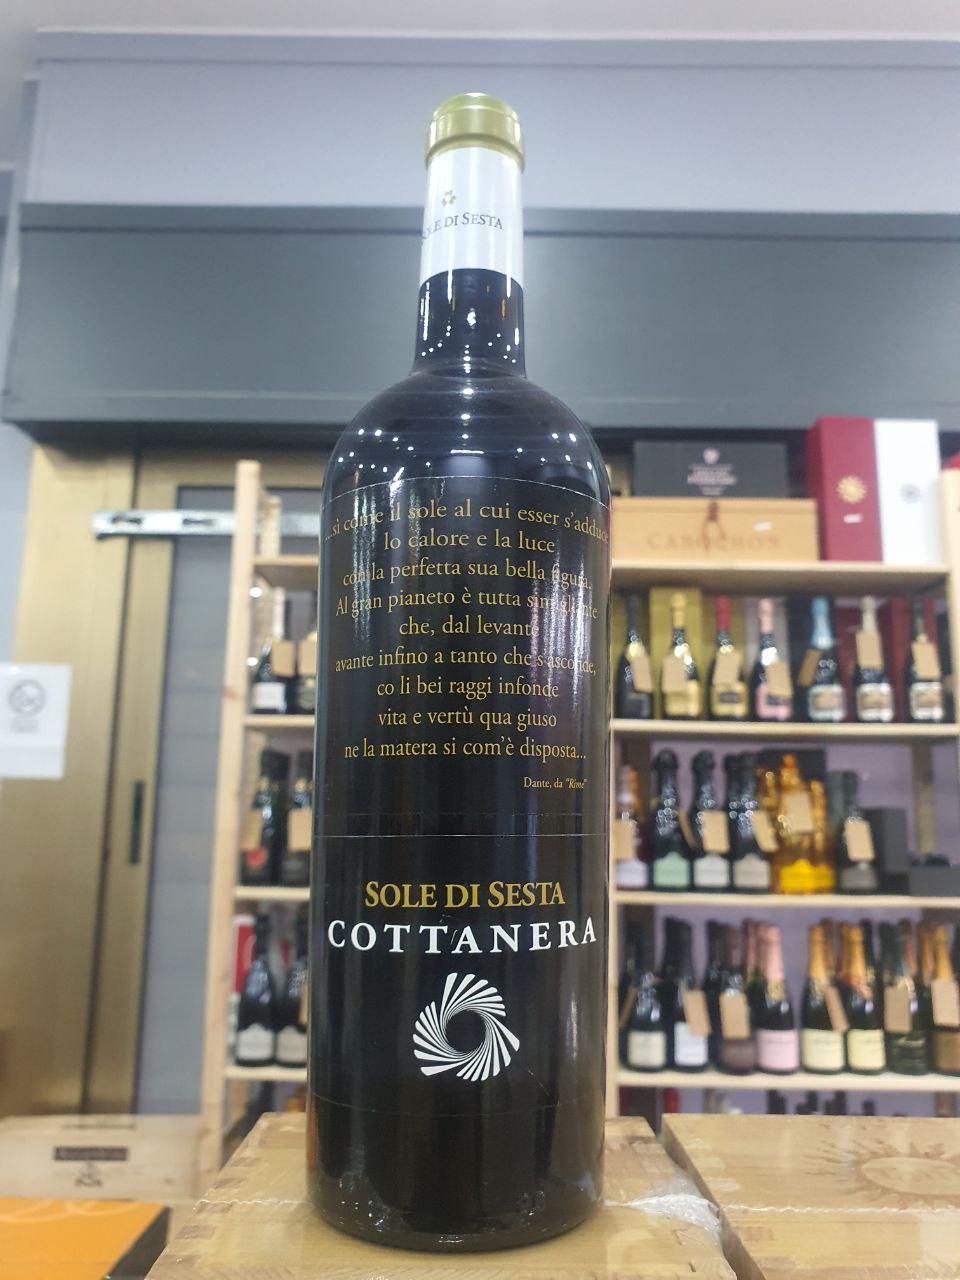 SOLE DI SESTA
...sì come il sole al cui esser s'adduce
lo calore e la luce
con la perfetta sua bella figura.
Al gran pianeto è tutta simigliante
che, dal levante
avante infino a tanto che s'asconde,
co li bei raggi infonde
vita e vertù qua giuso
ne la matera si com'è disposta...
Dante, da "Rime"
SOLE DI SESTA
COTTANERA
CABOCHON